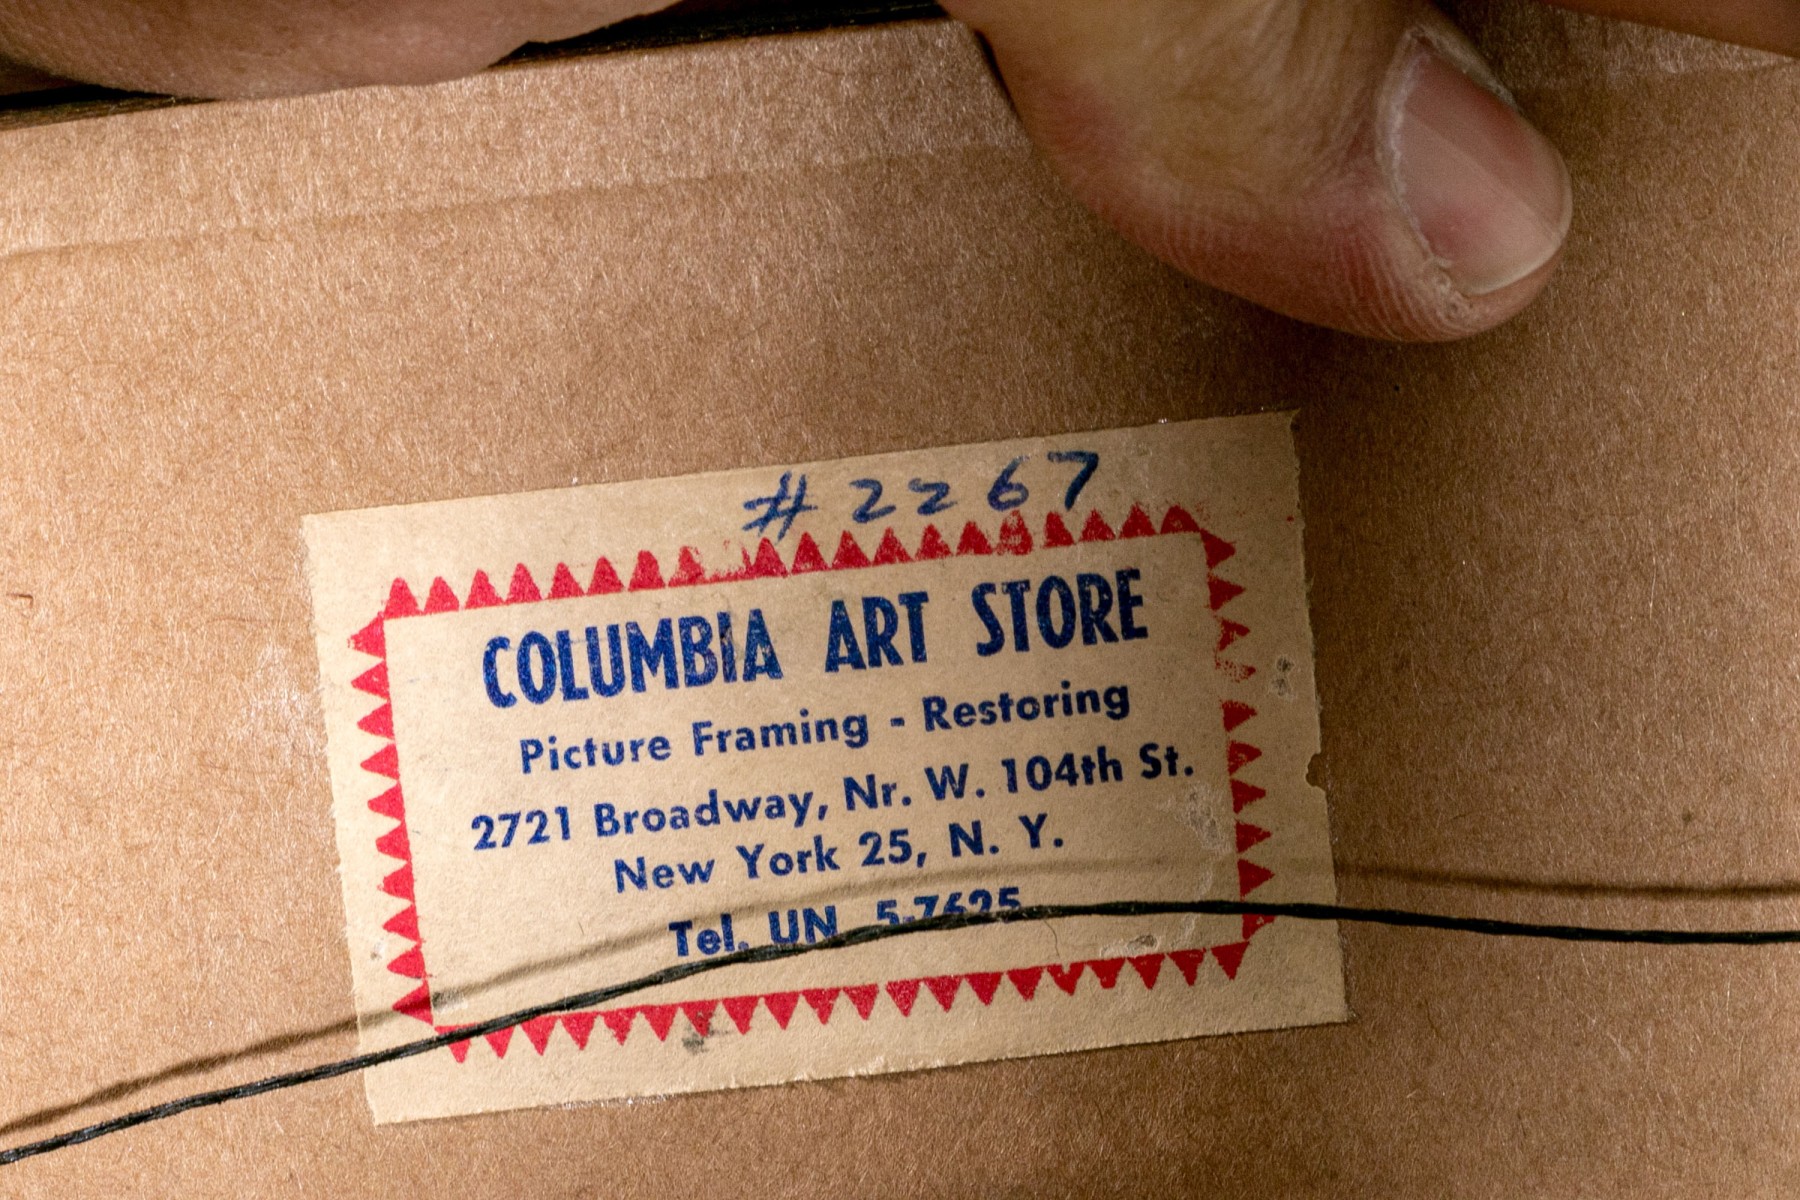 #2267
COLUMBIA ART STORE
Picture Framing - Restoring
2721 Broadway, Nr. W. 104th St.
New York 25, N. Y.
Tel. UN 5-7625